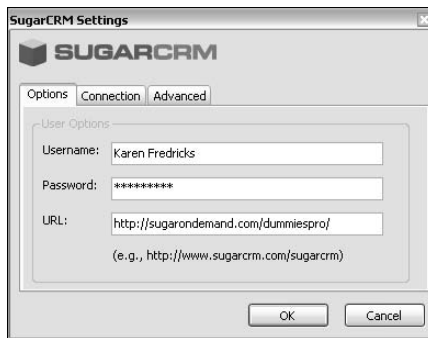 SugarCRM Settings
SUGARCRM
Options Connection Advanced
User Options
Username: Karen Fredricks
Password: *********
URL: http://sugarondemand.com/dummiespro/
(e.g., http://www.sugarcrm.com/sugarcrm)
OK Cancel